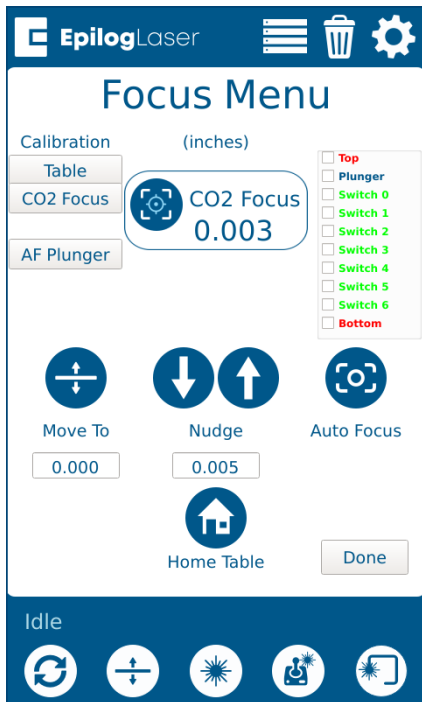 EpilogLaser
Focus Menu
Calibration
(inches)
Table
CO2 Focus
AF Plunger
CO2 Focus
0.003
Top
Plunger
Switch 0
Switch 1
Switch 2
Switch 3
Switch 4
Switch 5
Switch 6
Bottom
Move To
Nudge
Auto Focus
0.000
0.005
Home Table
Done
Idle